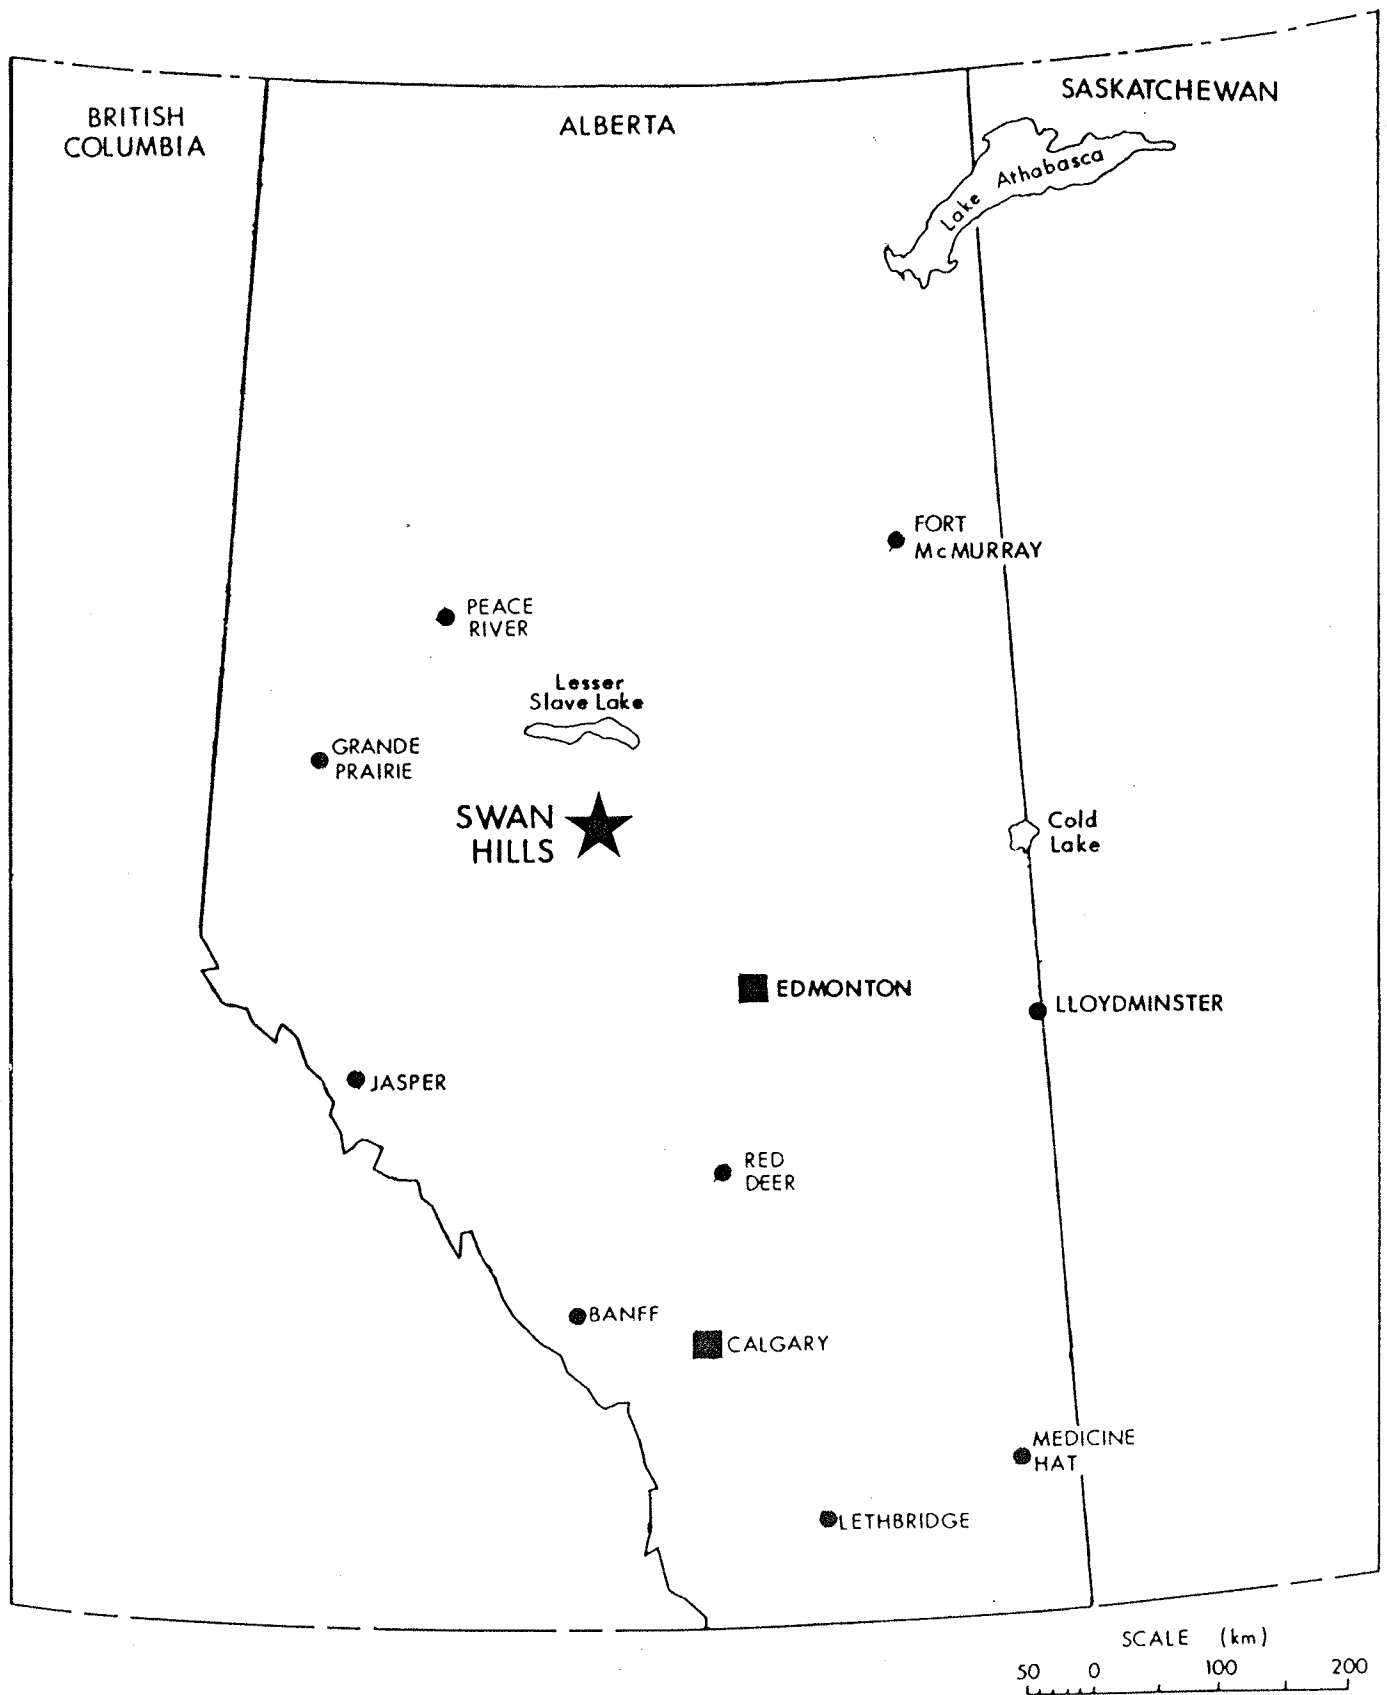 BRITISH
COLUMBIA
ALBERTA
SASKATCHEWAN
Lake Athabasca
FORT
McMURRAY
PEACE
RIVER
Lesser
Slave Lake
GRANDE
PRAIRIE
SWAN
HILLS
Cold
Lake
EDMONTON
LLOYDMINSTER
JASPER
RED
DEER
BANFF
CALGARY
MEDICINE
HAT
LETHBRIDGE
SCALE (km)
50 0 100 200